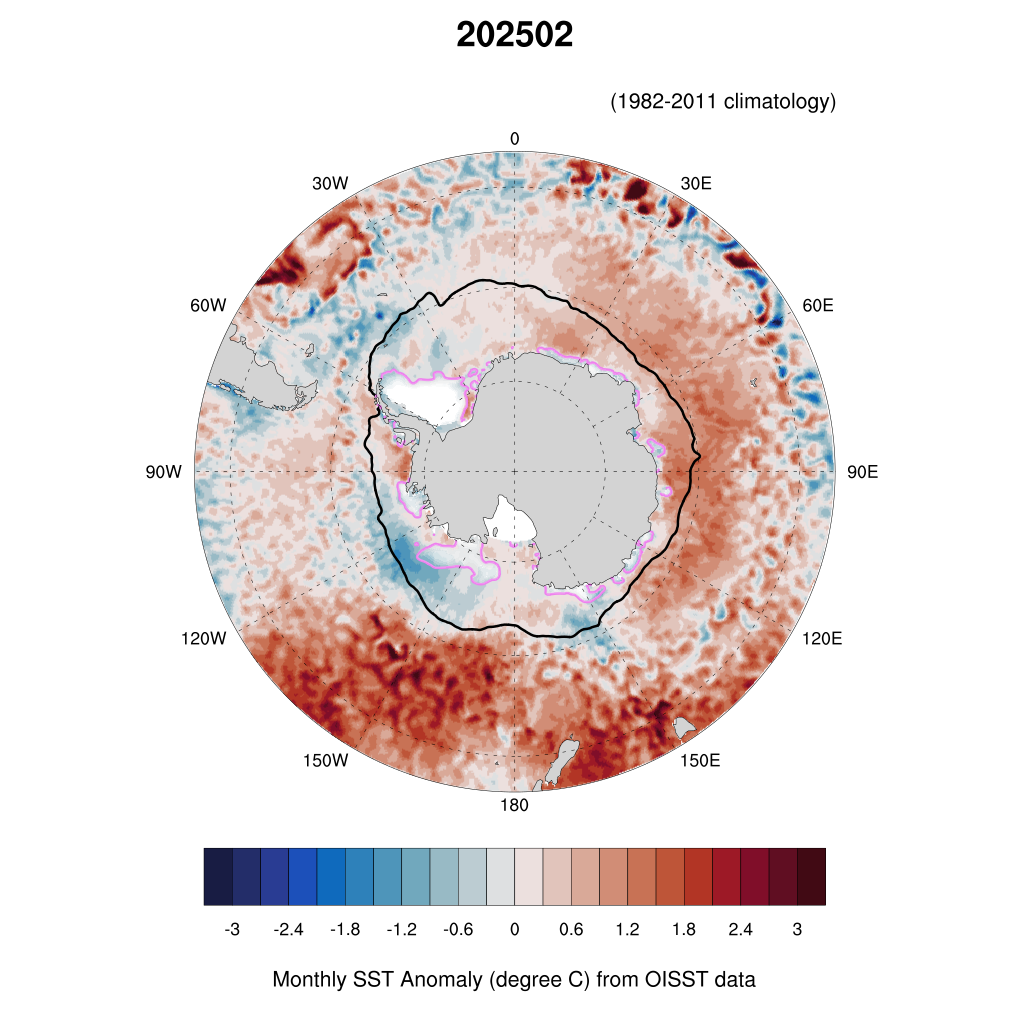 202502
(1982-2011 climatology)
0
30W
30E
60W
60E
90W
90E
120W
120E
150W
150E
180
-3 -2.4 -1.8 -1.2 -0.6 0 0.6 1.2 1.8 2.4 3
Monthly SST Anomaly (degree C) from OISST data